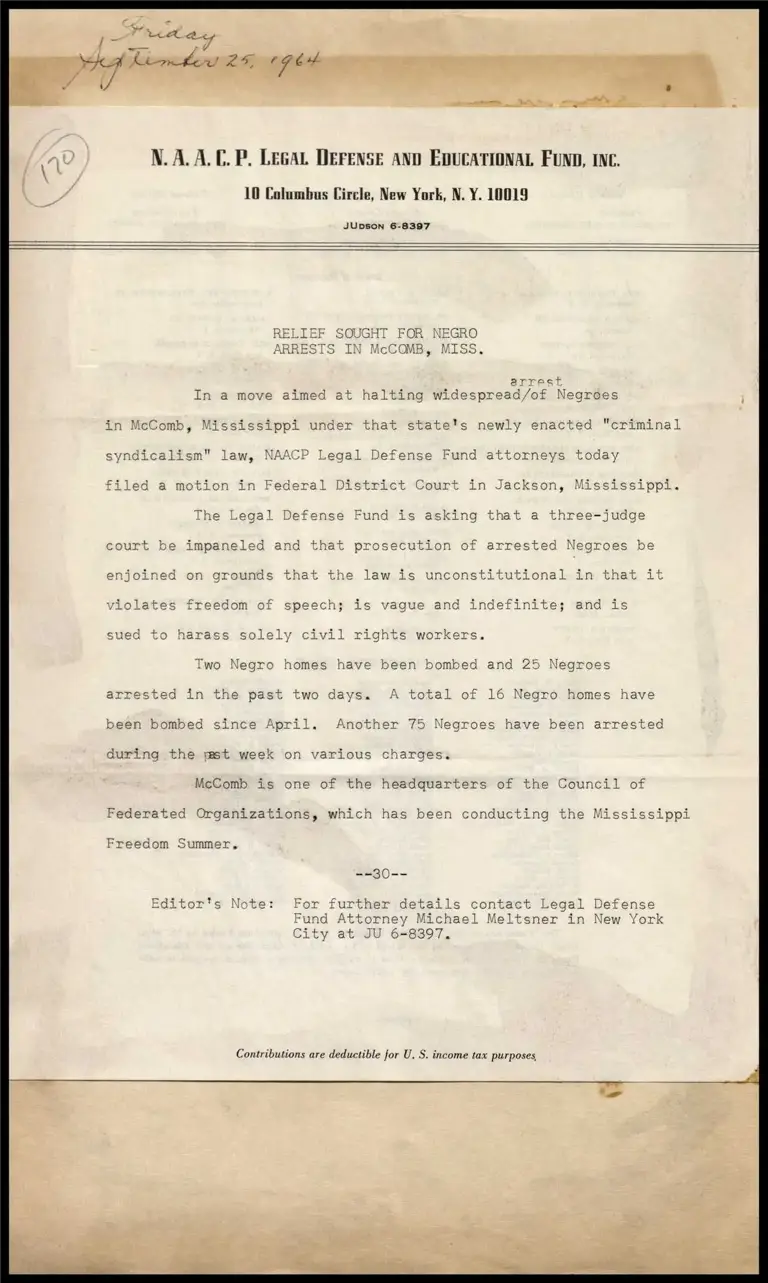 Friday
September 25, 1964
120
N. A. A. C. P. LEGAL DEFENSE AND EDUCATIONAL FUND, INC.
10 Columbus Circle, New York, N. Y. 10019
JUDSON 6-8397
RELIEF SOUGHT FOR NEGRO
ARRESTS IN McCOMB, MISS.
arrest
In a move aimed at halting widespread/of Negroes
in McComb, Mississippi under that state's newly enacted "criminal
syndicalism" law, NAACP Legal Defense Fund attorneys today
filed a motion in Federal District Court in Jackson, Mississippi.
The Legal Defense Fund is asking that a three-judge
court be impaneled and that prosecution of arrested Negroes be
enjoined on grounds that the law is unconstitutional in that it
violates freedom of speech; is vague and indefinite; and is
sued to harass solely civil rights workers.
Two Negro homes have been bombed and 25 Negroes
arrested in the past two days. A total of 16 Negro homes have
been bombed since April. Another 75 Negroes have been arrested
during the past week on various charges.
McComb is one of the headquarters of the Council of
Federated Organizations, which has been conducting the Mississippi
Freedom Summer.
--30--
Editor's Note: For further details contact Legal Defense
Fund Attorney Michael Meltsner in New York
City at JU 6-8397.
Contributions are deductible for U. S. income tax purposes.